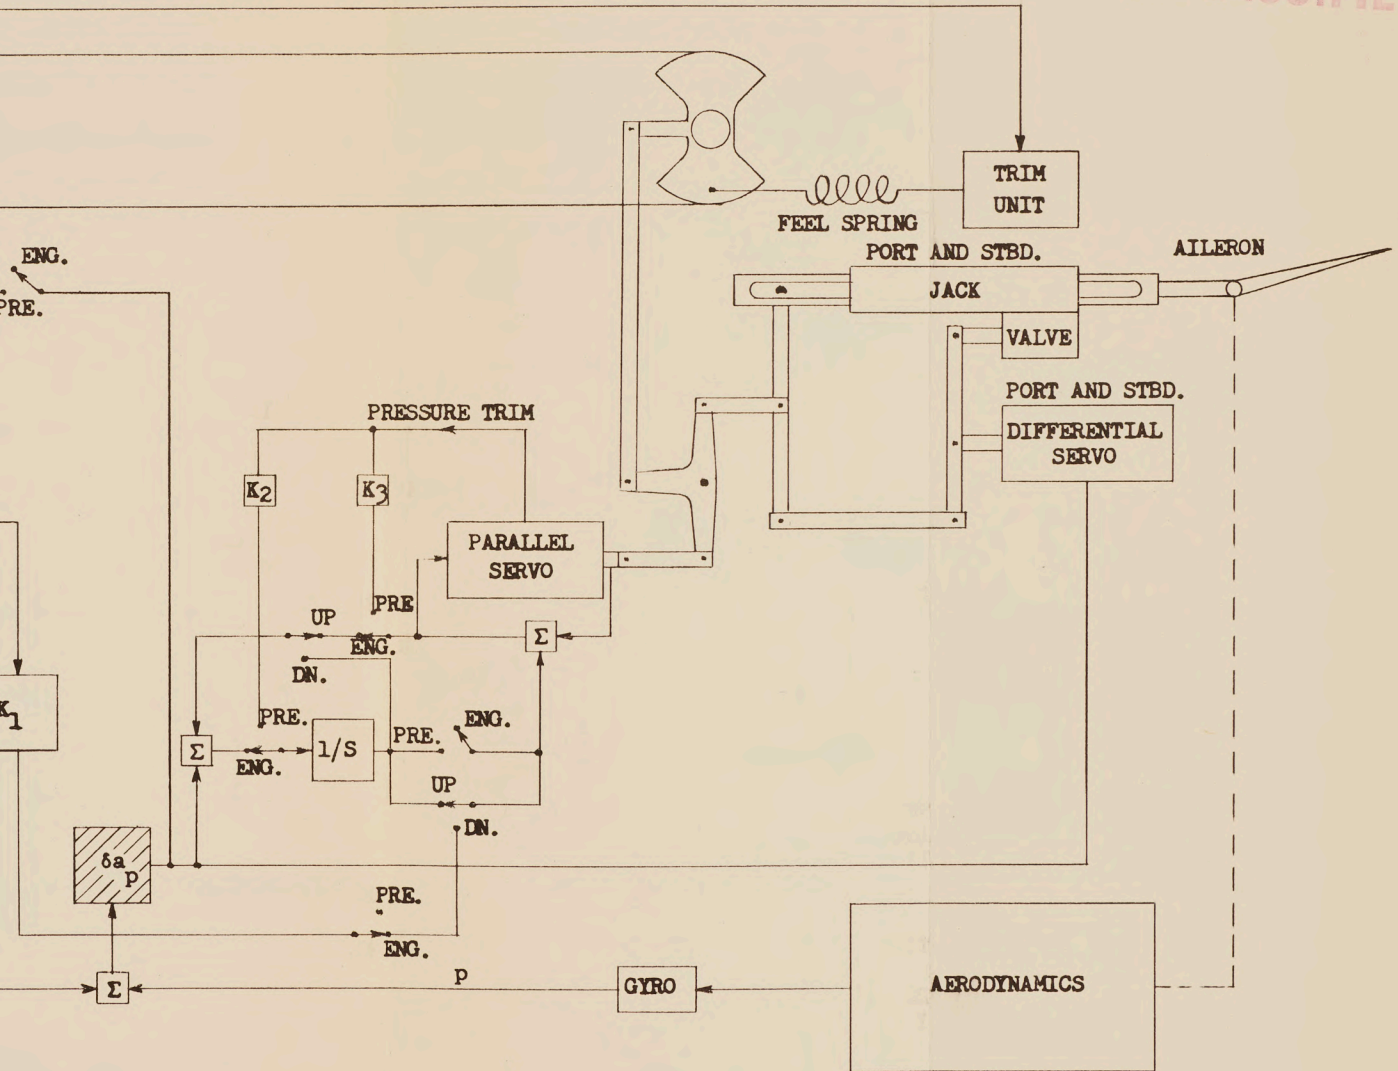 TRIM
UNIT
FEEL SPRING
PORT AND STBD.
AILERON
ENG.
PRE.
JACK
VALVE
PORT AND STBD.
DIFFERENTIAL
SERVO
PRESSURE TRIM
K2
K3
PARALLEL
SERVO
PRE
UP
ENG.
Σ
DN.
K1
PRE.
ENG.
PRE.
Σ
1/S
ENG.
UP
DN.
δa p
PRE.
ENG.
p
Σ
GYRO
AERODYNAMICS